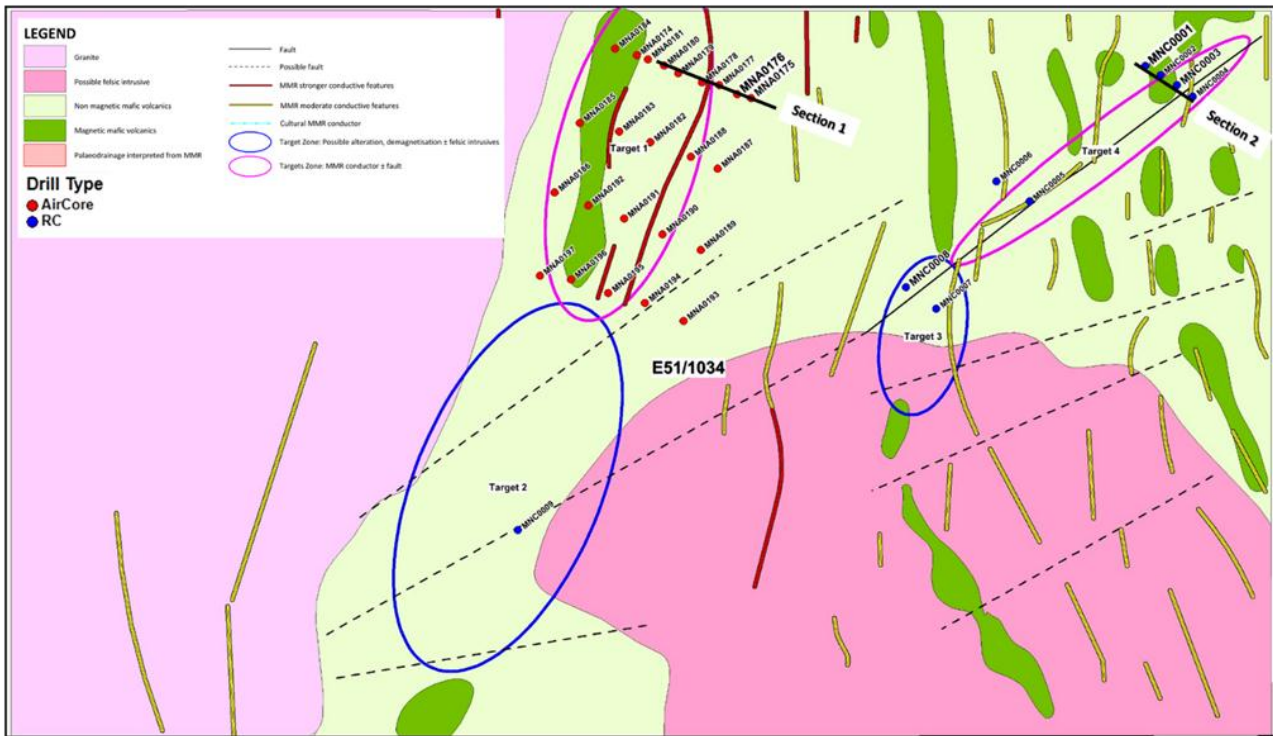 LEGEND
Granite
Possible felsic intrusive
Non magnetic mafic volcanics
Magnetic mafic volcanics
Palaeodrainage interpreted from MMR
Fault
Possible fault
MMR stronger conductive features
MMR moderate conductive features
Cultural MMR conductor
Target Zone: Possible alteration, demagnetisation ± felsic intrusives
Targets Zone: MMR conductor ± fault
Drill Type
AirCore
RC
MNA0184
MNA0174
MNA0181
MNA0180
MNA0179
MNA0178
MNA0177
MNA0176
MNA0175
Section 1
MNA0185
MNA0183
MNA0182
Target 1
MNA0188
MNA0187
MNA0186
MNA0192
MNA0191
MNA0190
MNA0189
MNA0197
MNA0196
MNA0195
MNA0194
MNA0193
MNC0001
MNC0002
MNC0003
MNC0004
Section 2
Target 4
MNC0006
MNC0005
MNC0008
MNC0007
Target 3
E51/1034
Target 2
MNC0009